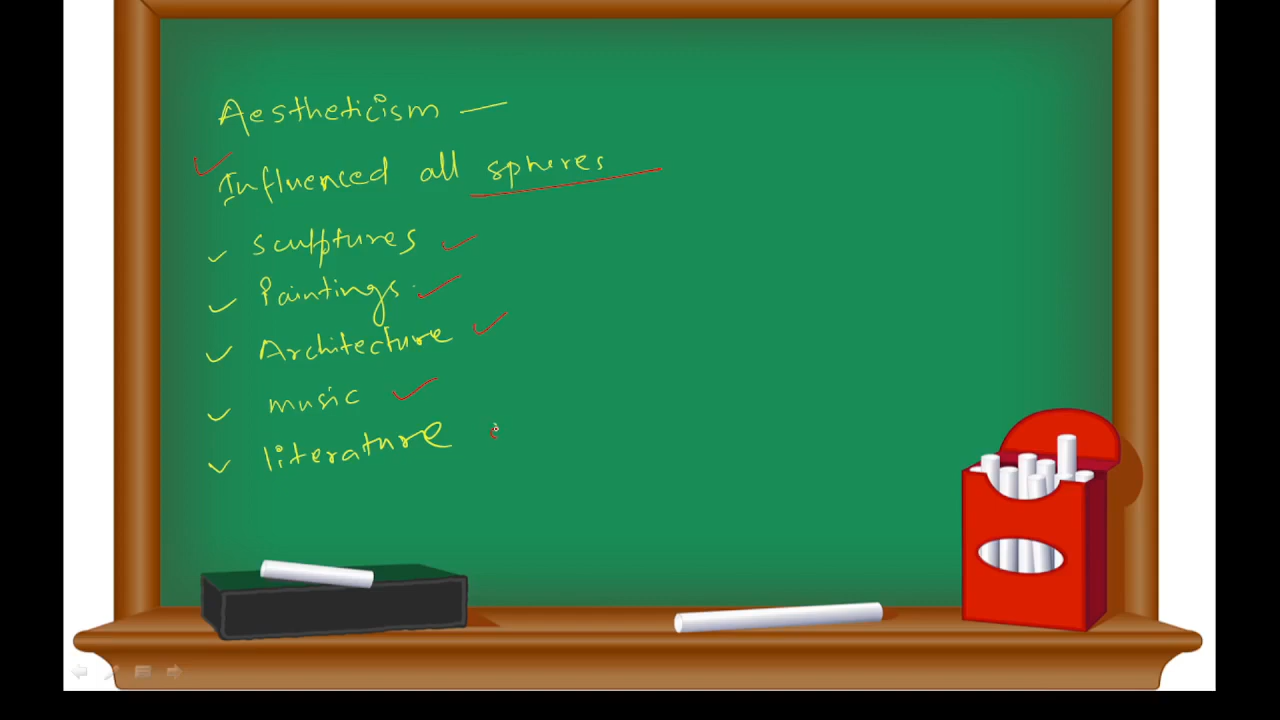 Aestheticism —
Influenced all spheres
✓ sculptures
✓ Paintings
✓ Architecture
✓ music
✓ literature